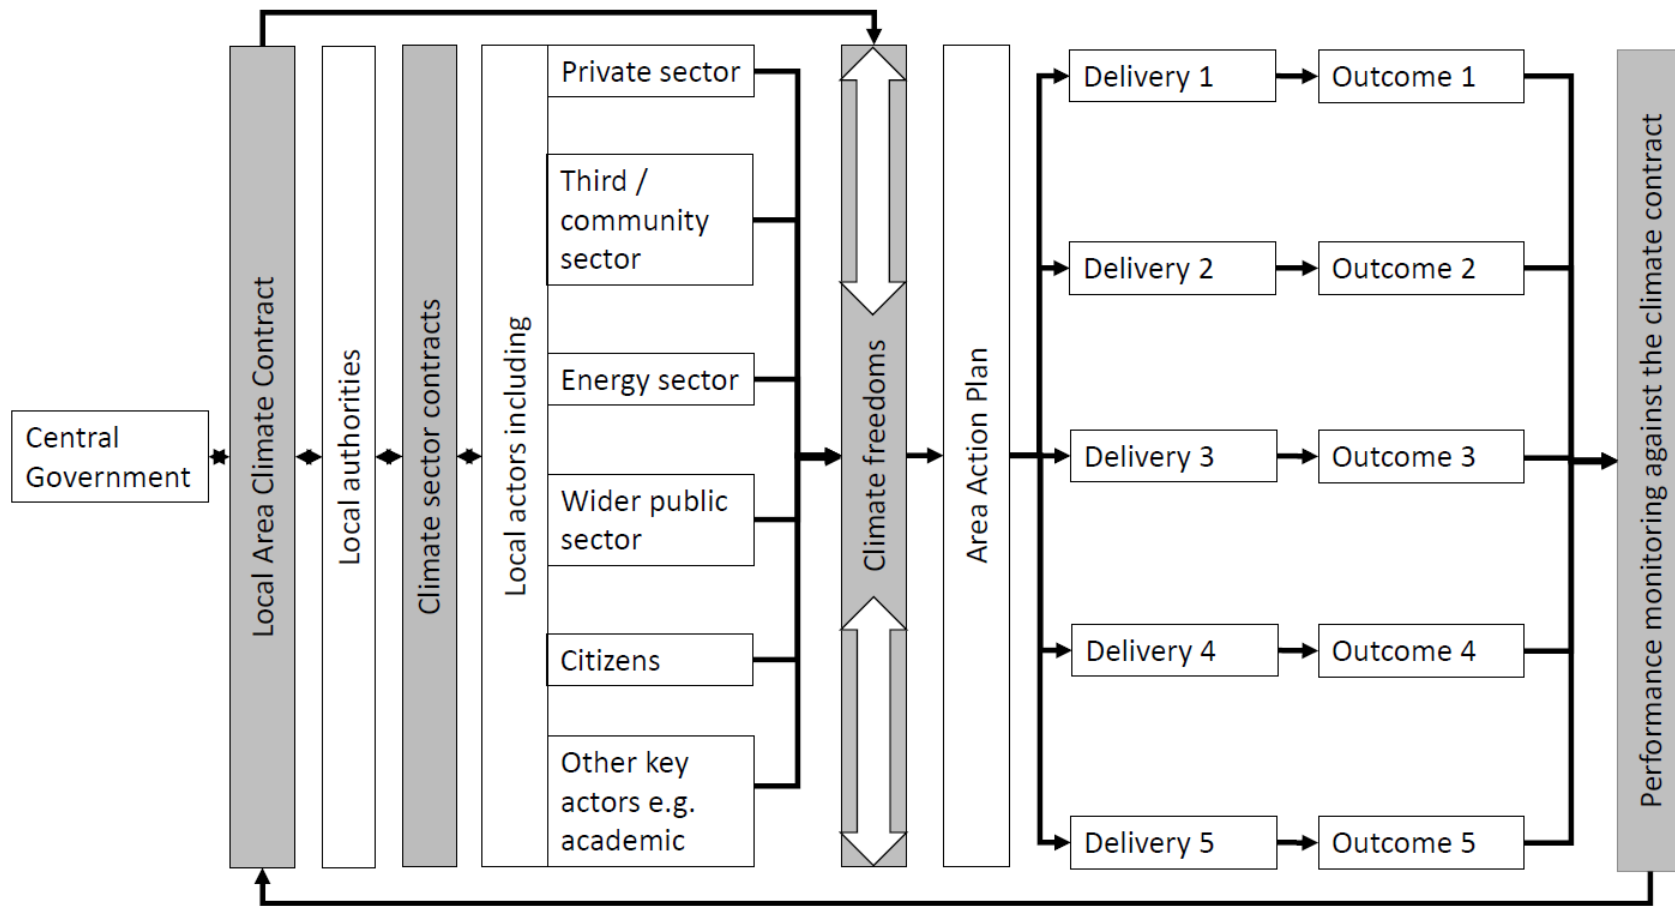 Central
Government
Local Area Climate Contract
Local authorities
Climate sector contracts
Local actors including
Private sector
Third /
community
sector
Energy sector
Wider public
sector
Citizens
Other key
actors e.g.
academic
Climate freedoms
Area Action Plan
Delivery 1
Outcome 1
Delivery 2
Outcome 2
Delivery 3
Outcome 3
Delivery 4
Outcome 4
Delivery 5
Outcome 5
Performance monitoring against the climate contract